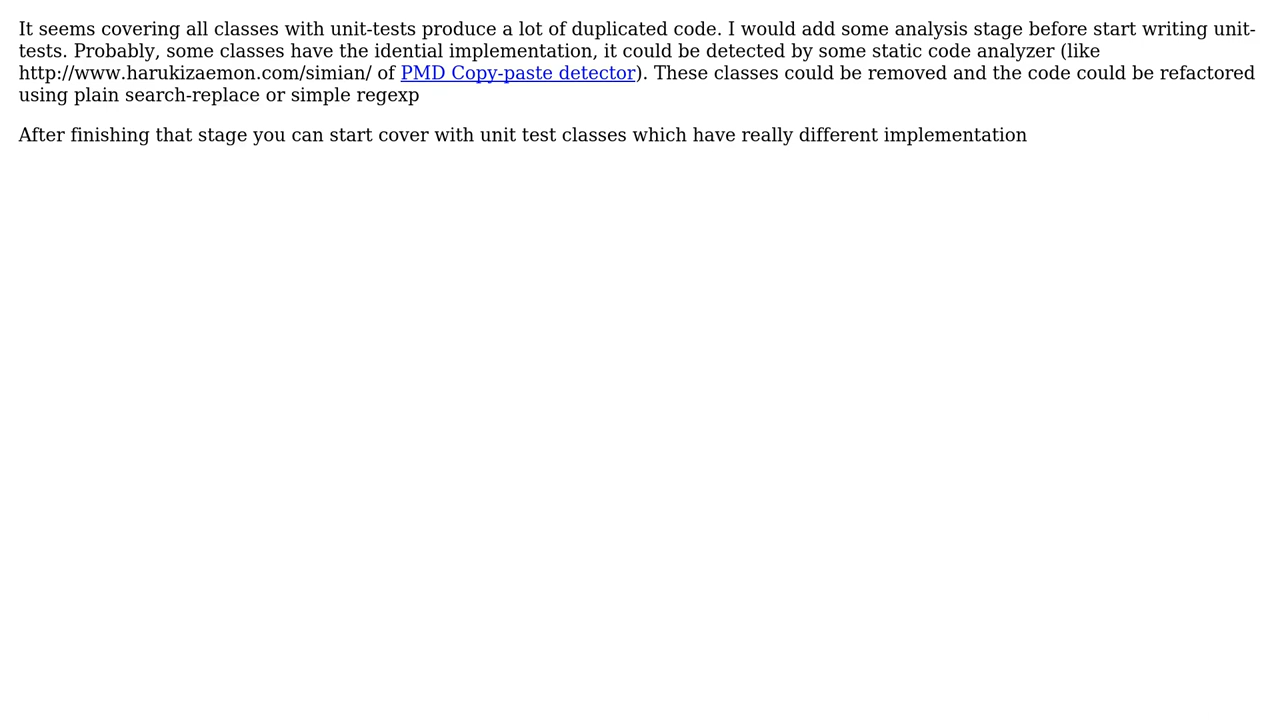 It seems covering all classes with unit-tests produce a lot of duplicated code. I would add some analysis stage before start writing unit-
tests. Probably, some classes have the idential implementation, it could be detected by some static code analyzer (like
http://www.harukizaemon.com/simian/ of PMD Copy-paste detector). These classes could be removed and the code could be refactored
using plain search-replace or simple regexp
After finishing that stage you can start cover with unit test classes which have really different implementation